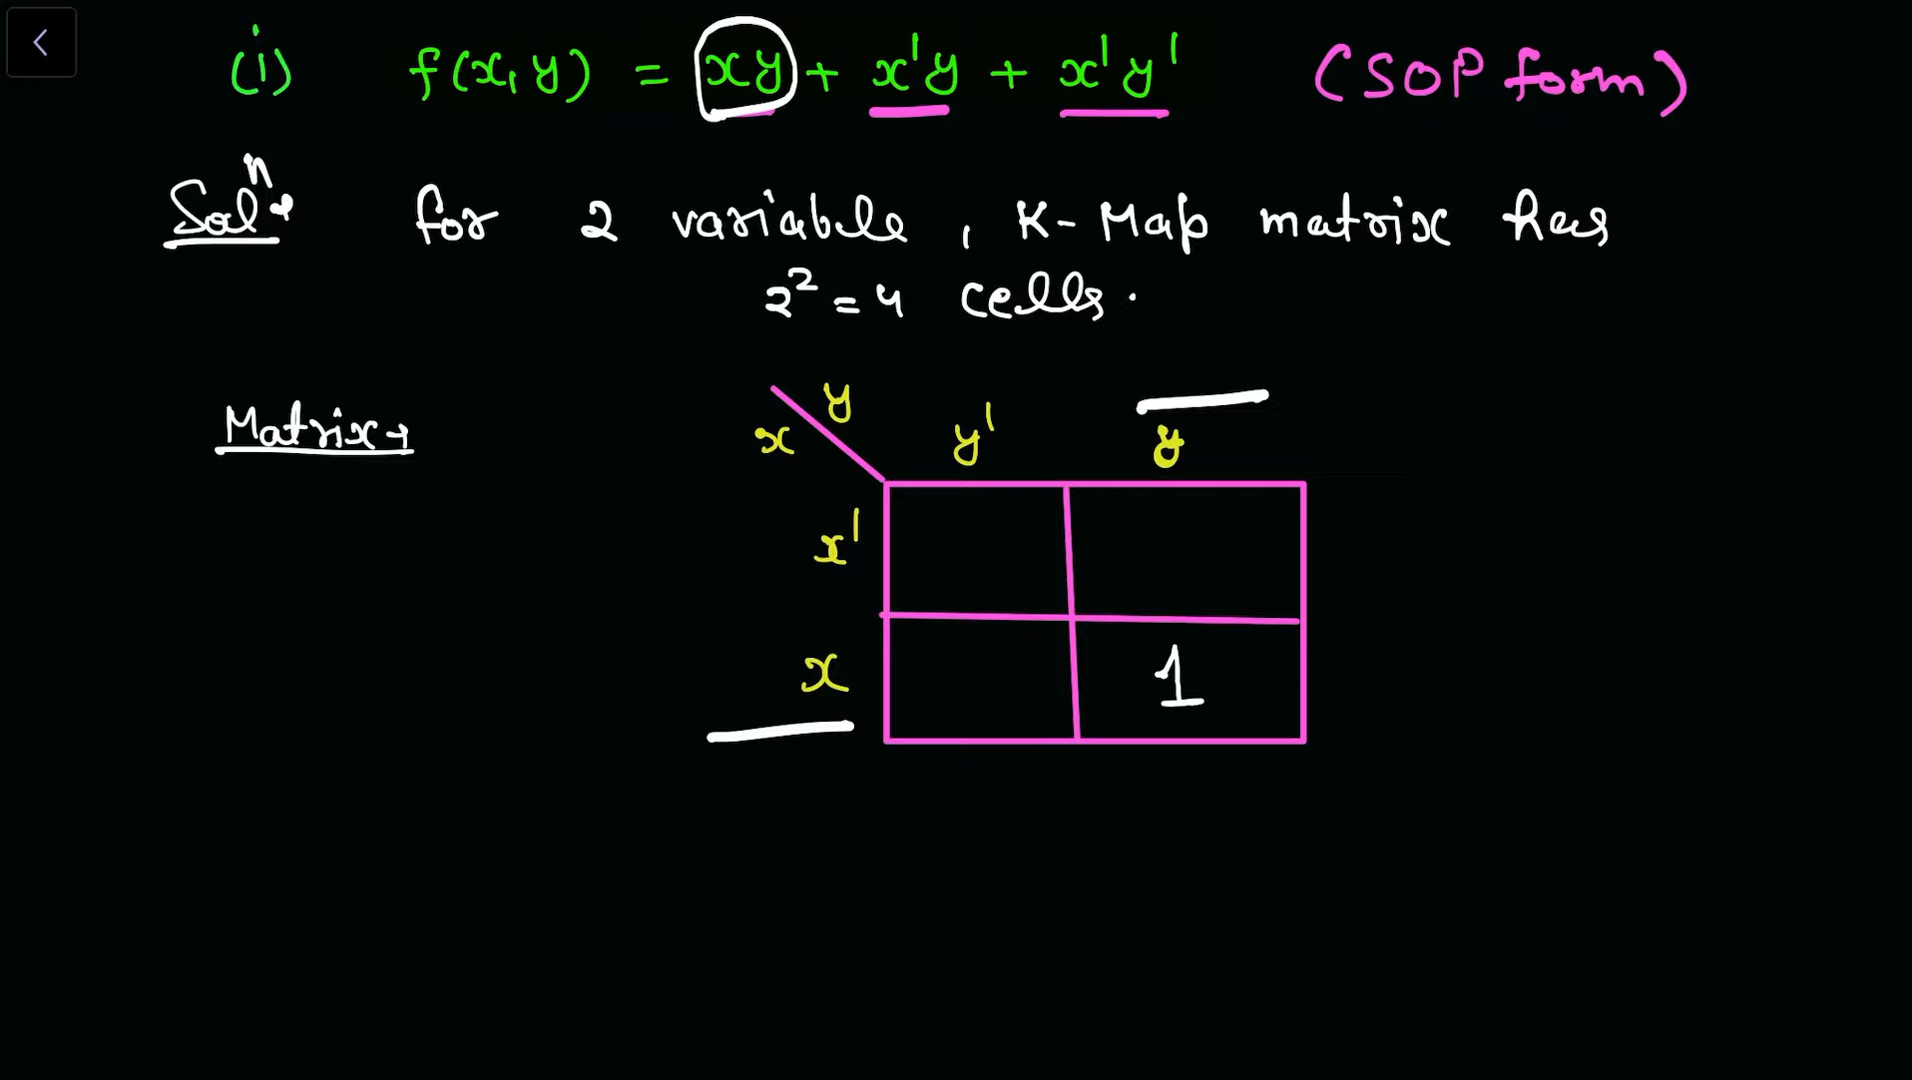 (i) f(x, y) = xy + x'y + x'y' (SOP form)
Solⁿ→ for 2 variable, K-Map matrix has
2² = 4 cells.
Matrix→
y
x y' y
x'
x 1